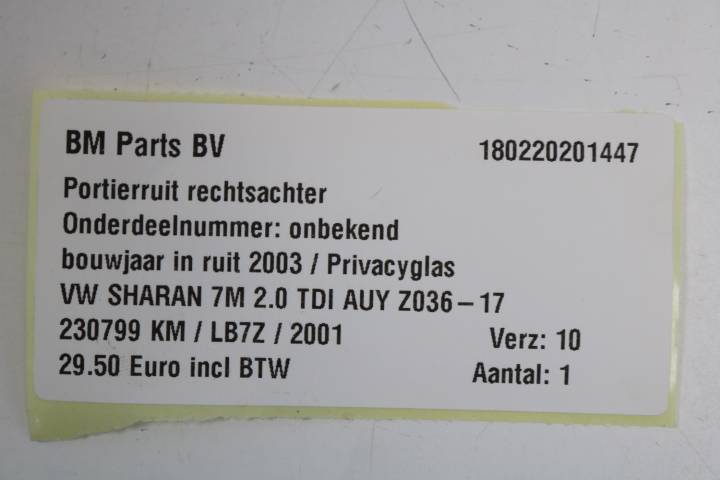 BM Parts BV 180220201447
Portierruit rechtsachter
Onderdeelnummer: onbekend
bouwjaar in ruit 2003 / Privacyglas
VW SHARAN 7M 2.0 TDI AUY Z036-17
230799 KM / LB7Z / 2001 Verz: 10
29.50 Euro incl BTW Aantal: 1